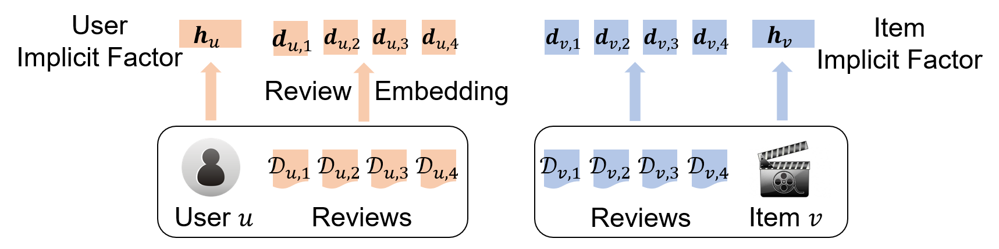 User
Implicit Factor
h_u
d_{u,1} d_{u,2} d_{u,3} d_{u,4}
d_{v,1} d_{v,2} d_{v,3} d_{v,4}
h_v
Item
Implicit Factor
Review Embedding
𝒟_{u,1} 𝒟_{u,2} 𝒟_{u,3} 𝒟_{u,4}
User u
Reviews
𝒟_{v,1} 𝒟_{v,2} 𝒟_{v,3} 𝒟_{v,4}
Reviews
Item v